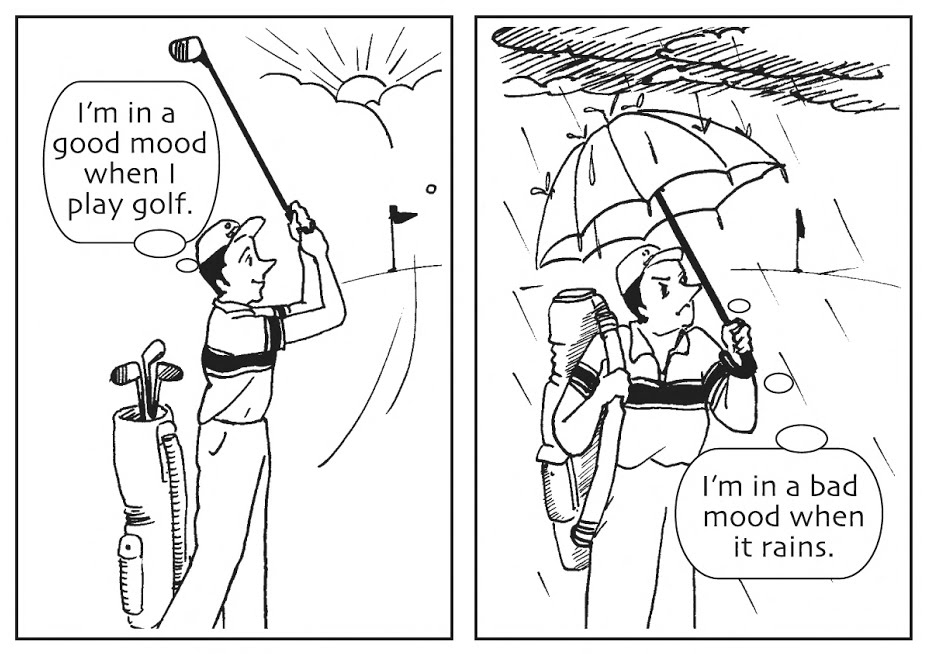 I'm in a
good mood
when I
play golf.
I'm in a bad
mood when
it rains.